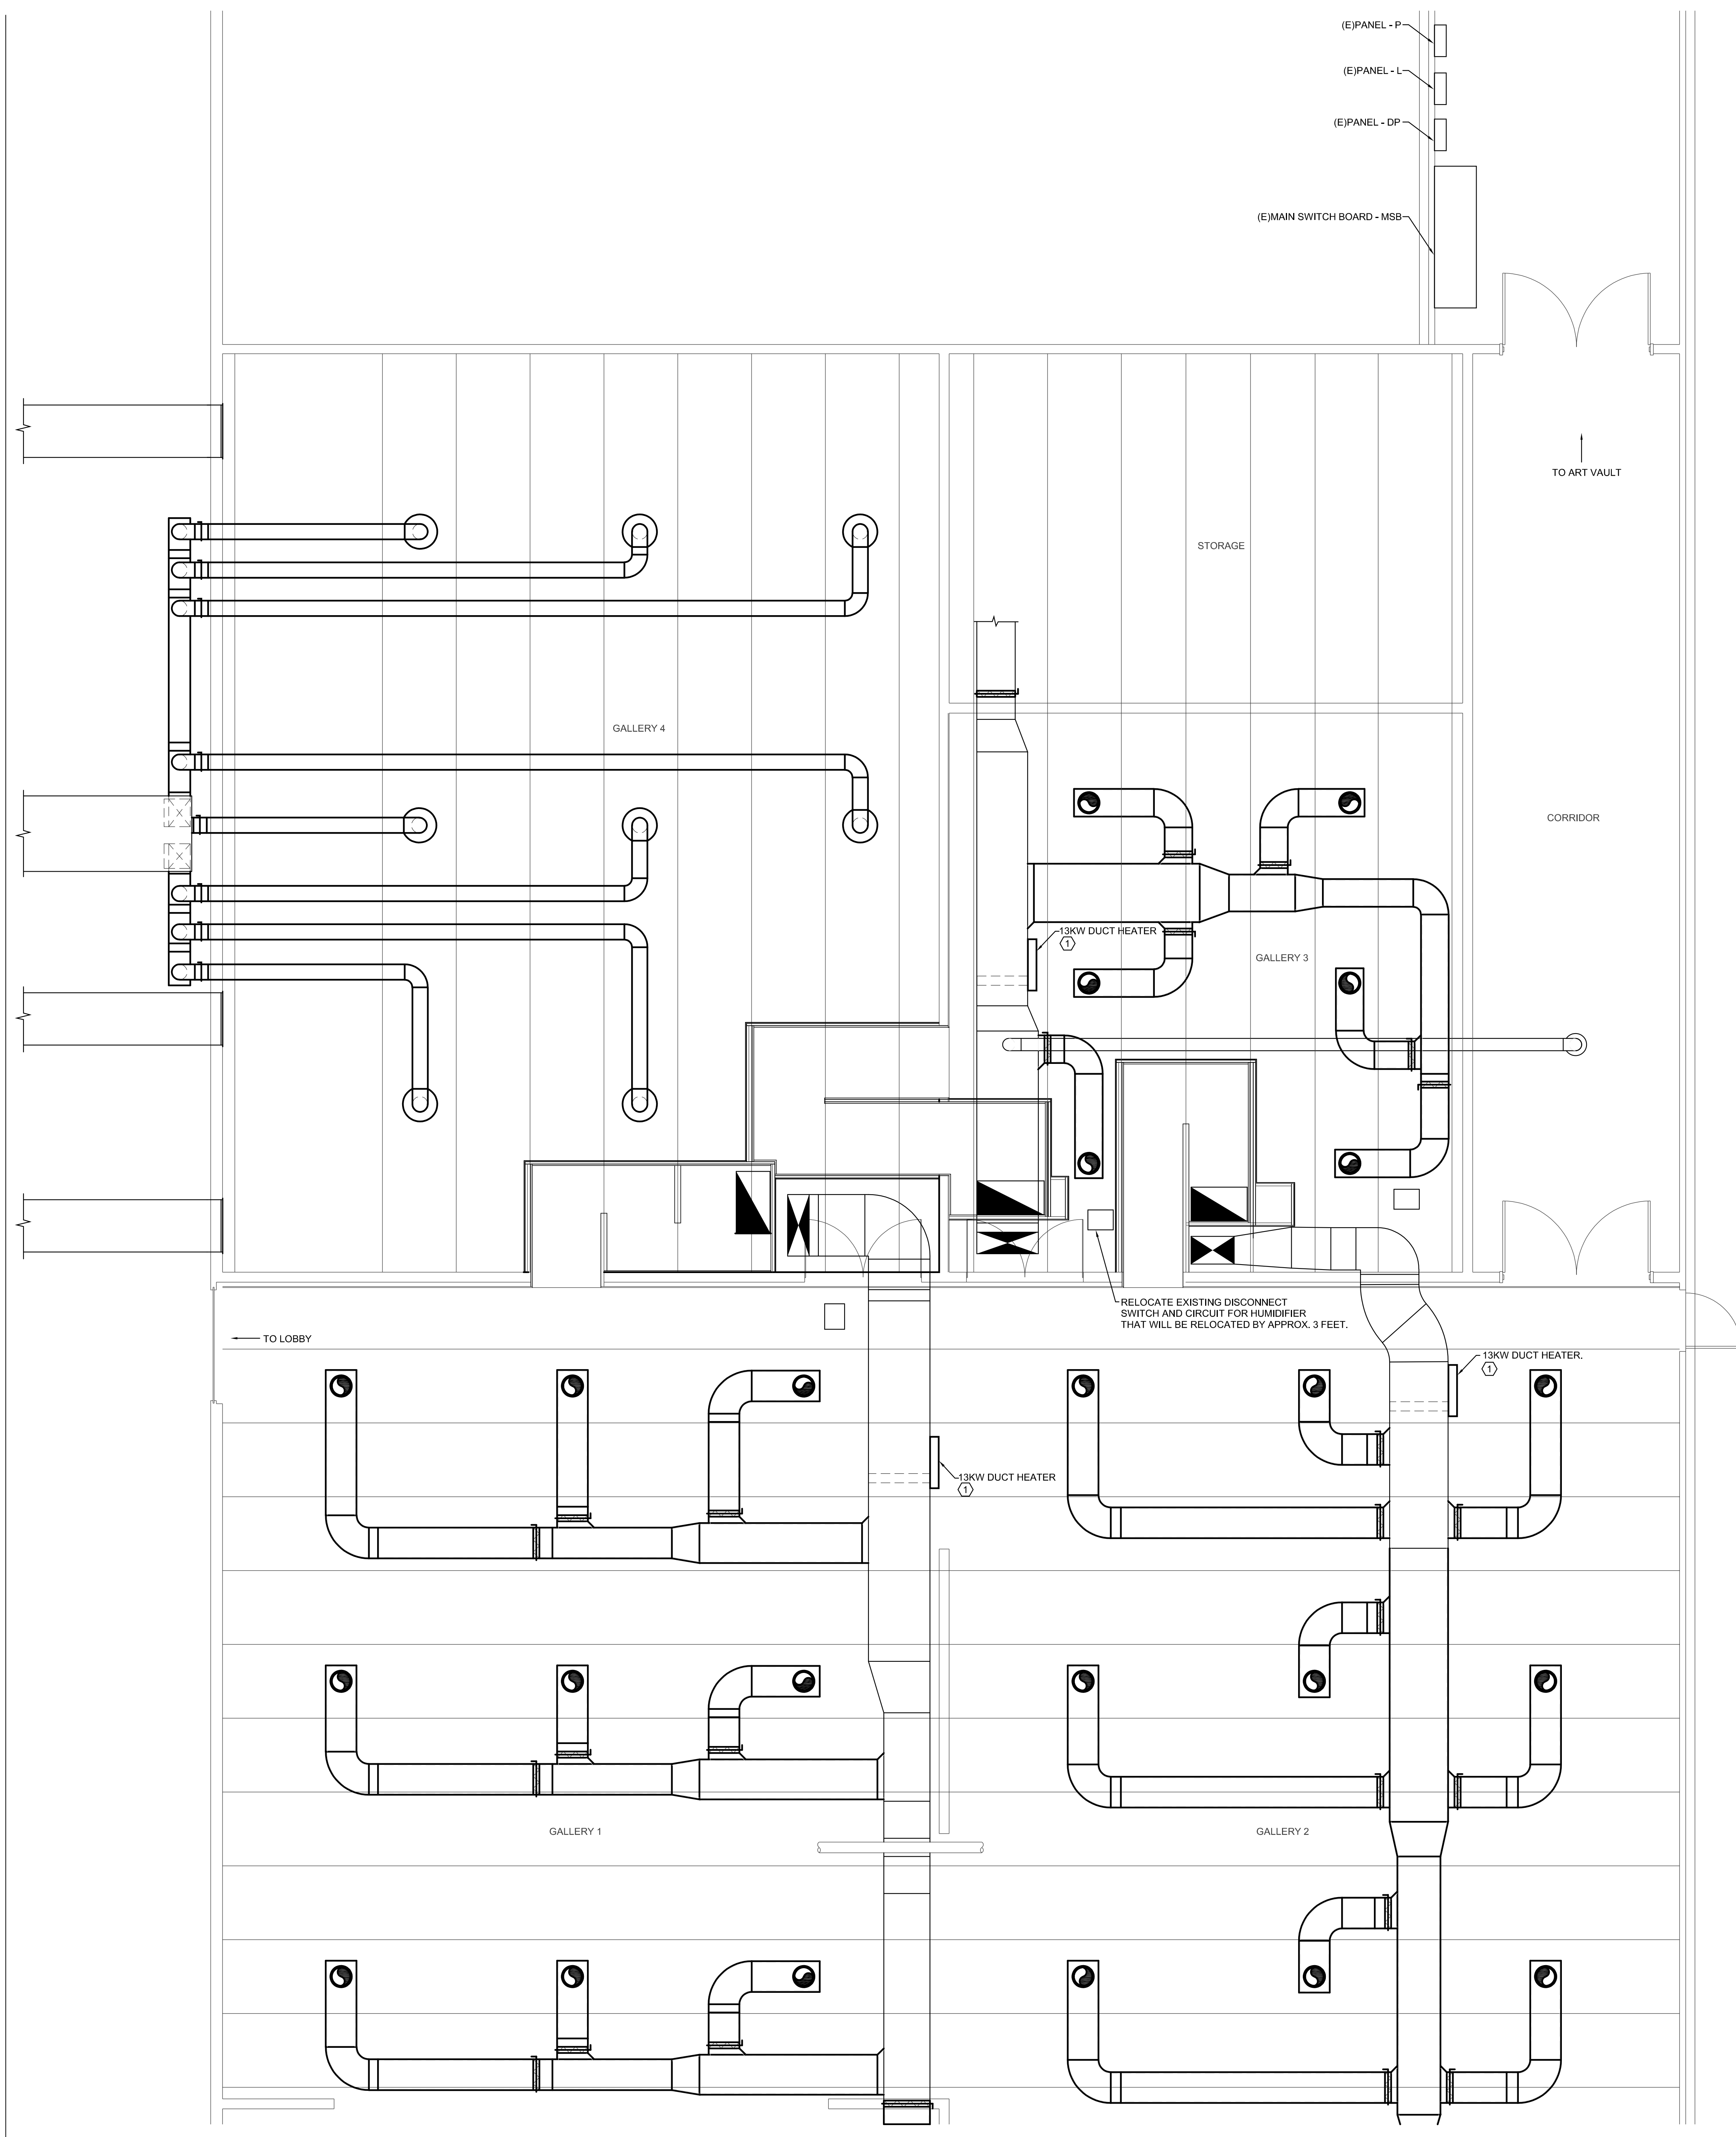 (E)PANEL - P
(E)PANEL - L
(E)PANEL - DP
(E)MAIN SWITCH BOARD - MSB
TO ART VAULT
STORAGE
GALLERY 4
CORRIDOR
13KW DUCT HEATER
1
GALLERY 3
RELOCATE EXISTING DISCONNECT
SWITCH AND CIRCUIT FOR HUMIDIFIER
THAT WILL BE RELOCATED BY APPROX. 3 FEET.
TO LOBBY
13KW DUCT HEATER.
1
13KW DUCT HEATER
1
GALLERY 1
GALLERY 2